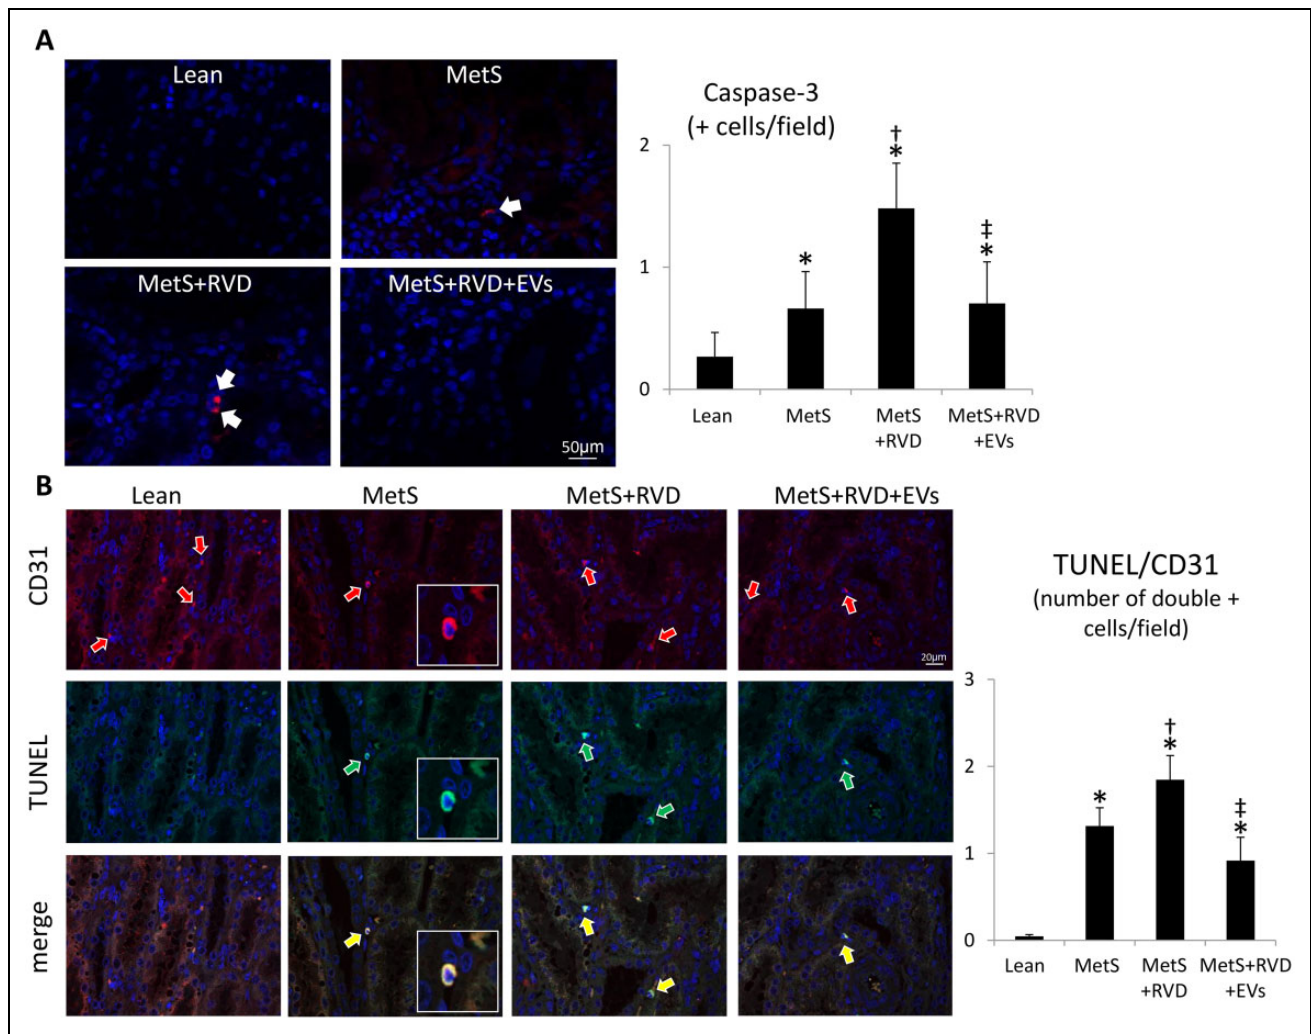 A
Lean
MetS
MetS+RVD
MetS+RVD+EVs
50µm
Caspase-3
(+ cells/field)
2
1
0
*
†
*
‡
*
Lean
MetS
MetS
+RVD
MetS+RVD
+EVs
B
Lean
MetS
MetS+RVD
MetS+RVD+EVs
CD31
20µm
TUNEL
merge
TUNEL/CD31
(number of double +
cells/field)
3
2
1
0
*
†
*
‡
*
Lean
MetS
MetS
+RVD
MetS+RVD
+EVs